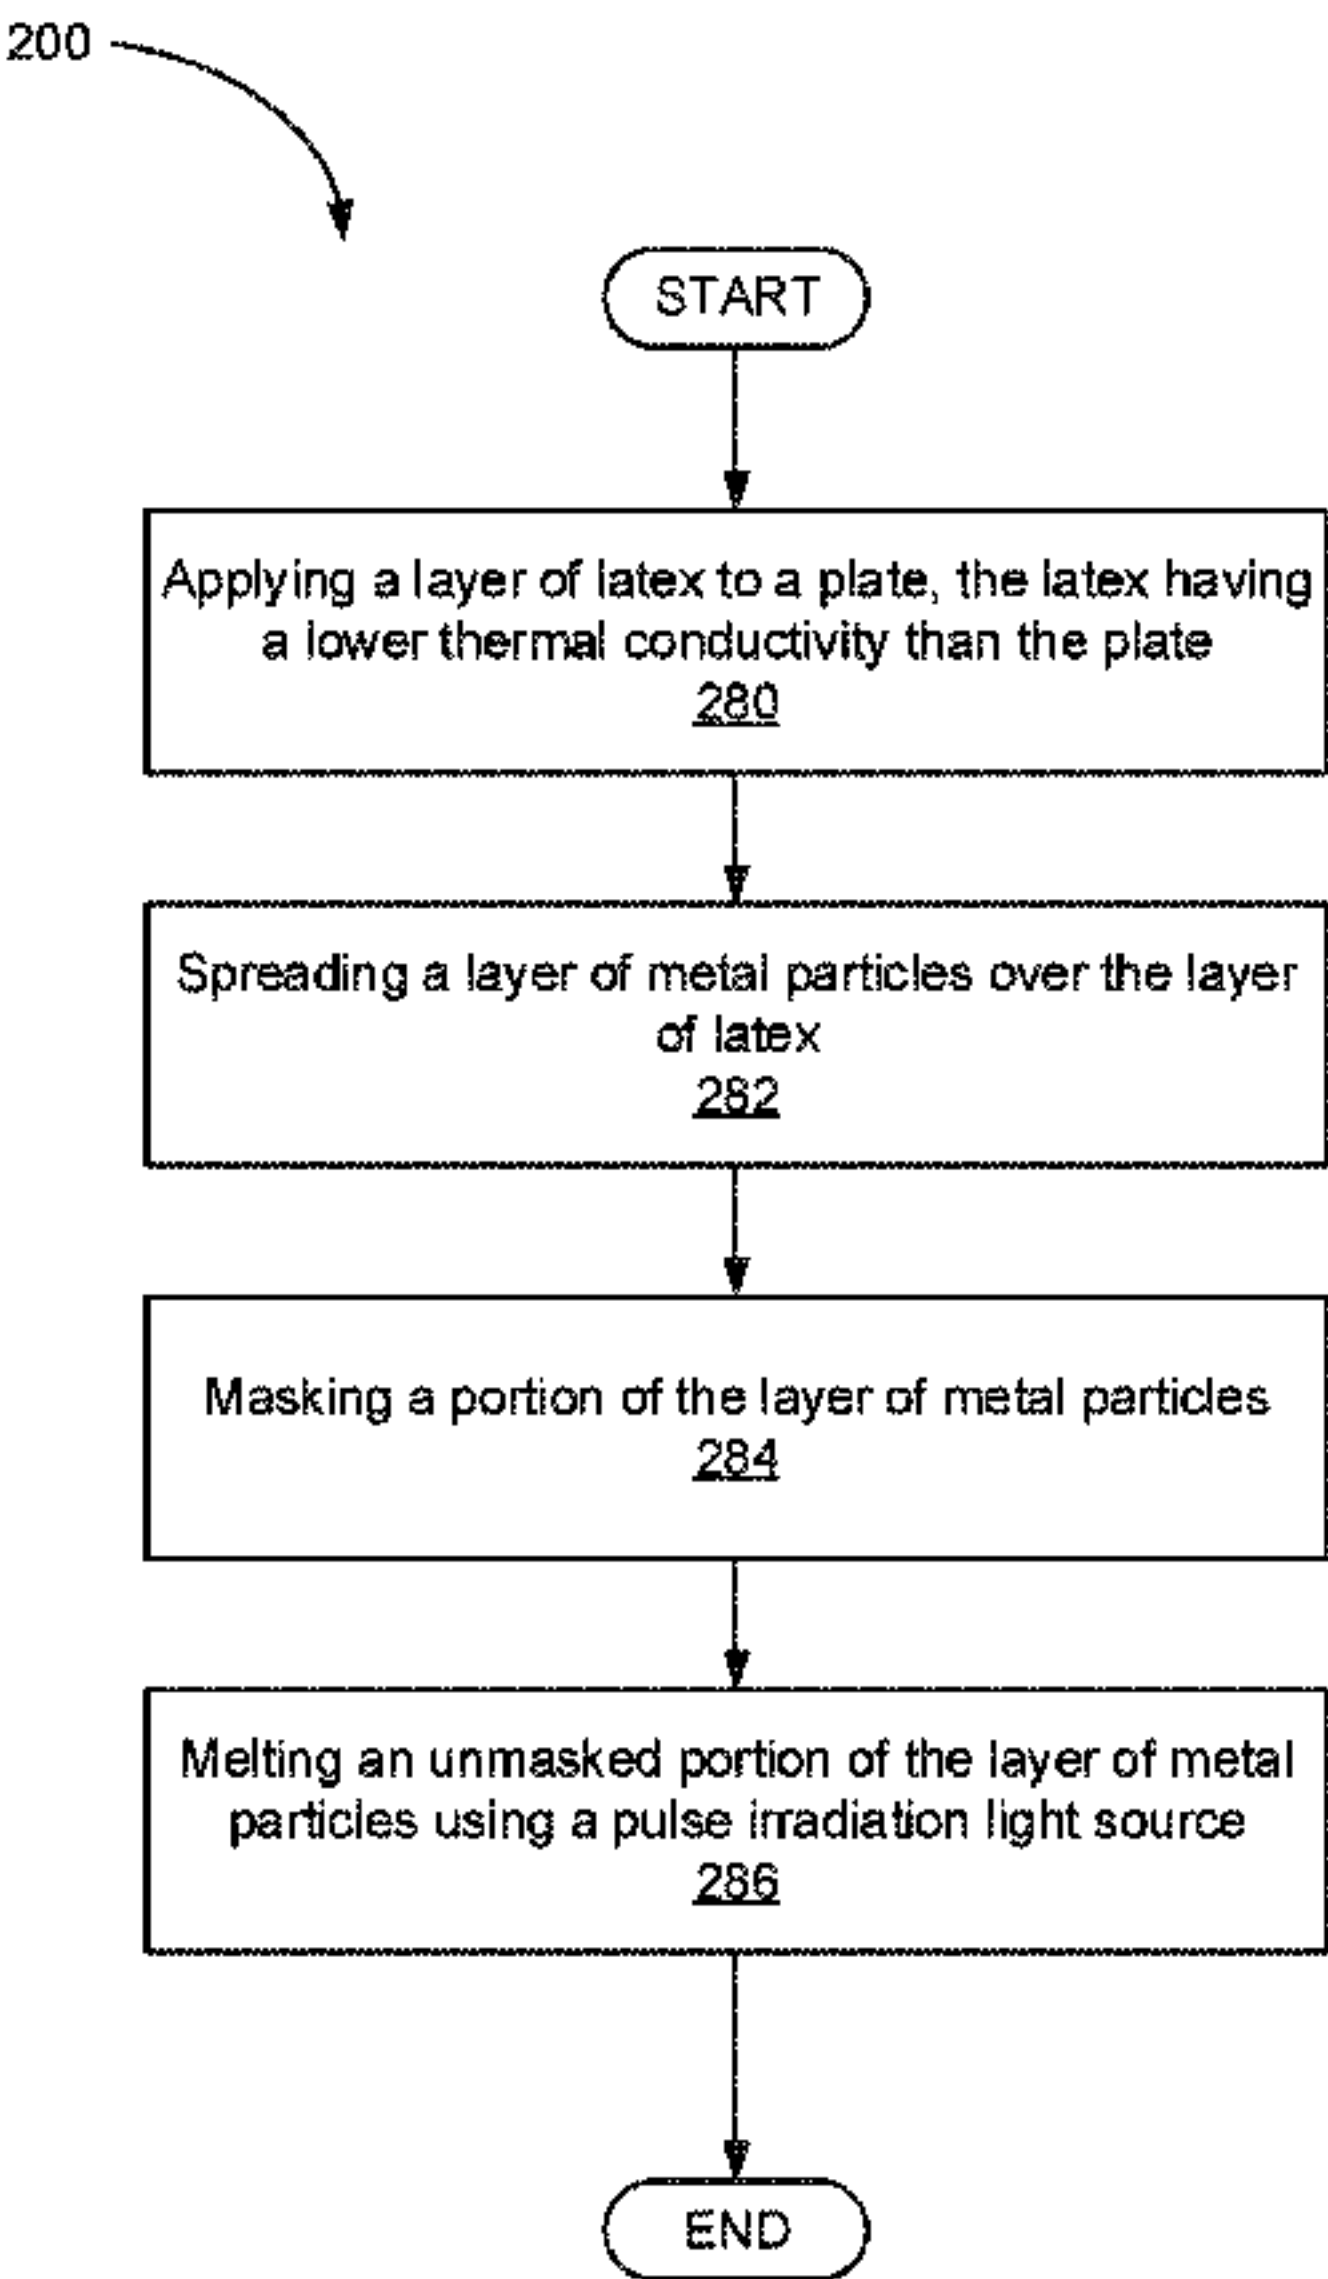 200
START
Applying a layer of latex to a plate, the latex having
a lower thermal conductivity than the plate
280
Spreading a layer of metal particles over the layer
of latex
282
Masking a portion of the layer of metal particles
284
Melting an unmasked portion of the layer of metal
particles using a pulse irradiation light source
286
END